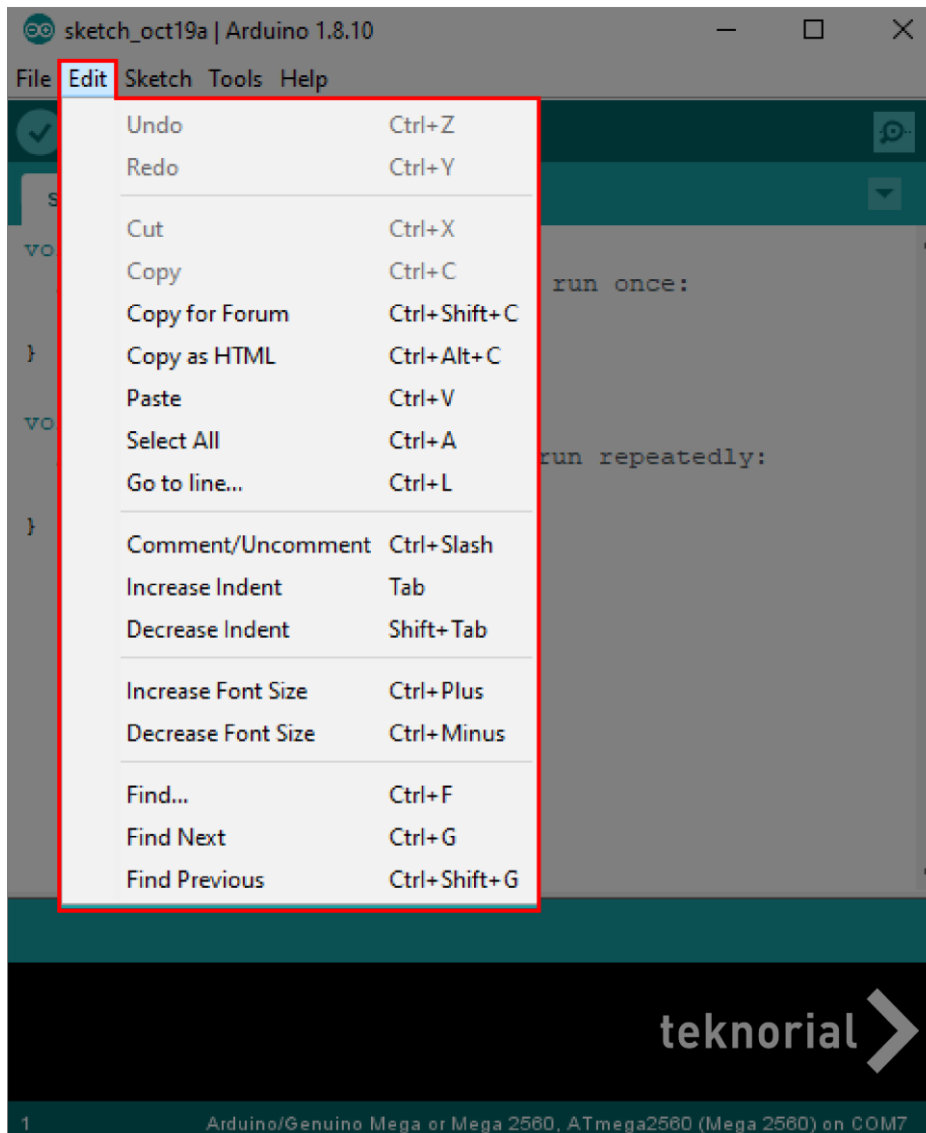 sketch_oct19a | Arduino 1.8.10
File Edit Sketch Tools Help
Undo Ctrl+Z
Redo Ctrl+Y
Cut Ctrl+X
Copy Ctrl+C
Copy for Forum Ctrl+Shift+C
Copy as HTML Ctrl+Alt+C
Paste Ctrl+V
Select All Ctrl+A
Go to line... Ctrl+L
Comment/Uncomment Ctrl+Slash
Increase Indent Tab
Decrease Indent Shift+Tab
Increase Font Size Ctrl+Plus
Decrease Font Size Ctrl+Minus
Find... Ctrl+F
Find Next Ctrl+G
Find Previous Ctrl+Shift+G
s
vo
run once:
}
vo
run repeatedly:
}
teknorial
1 Arduino/Genuino Mega or Mega 2560, ATmega2560 (Mega 2560) on COM7